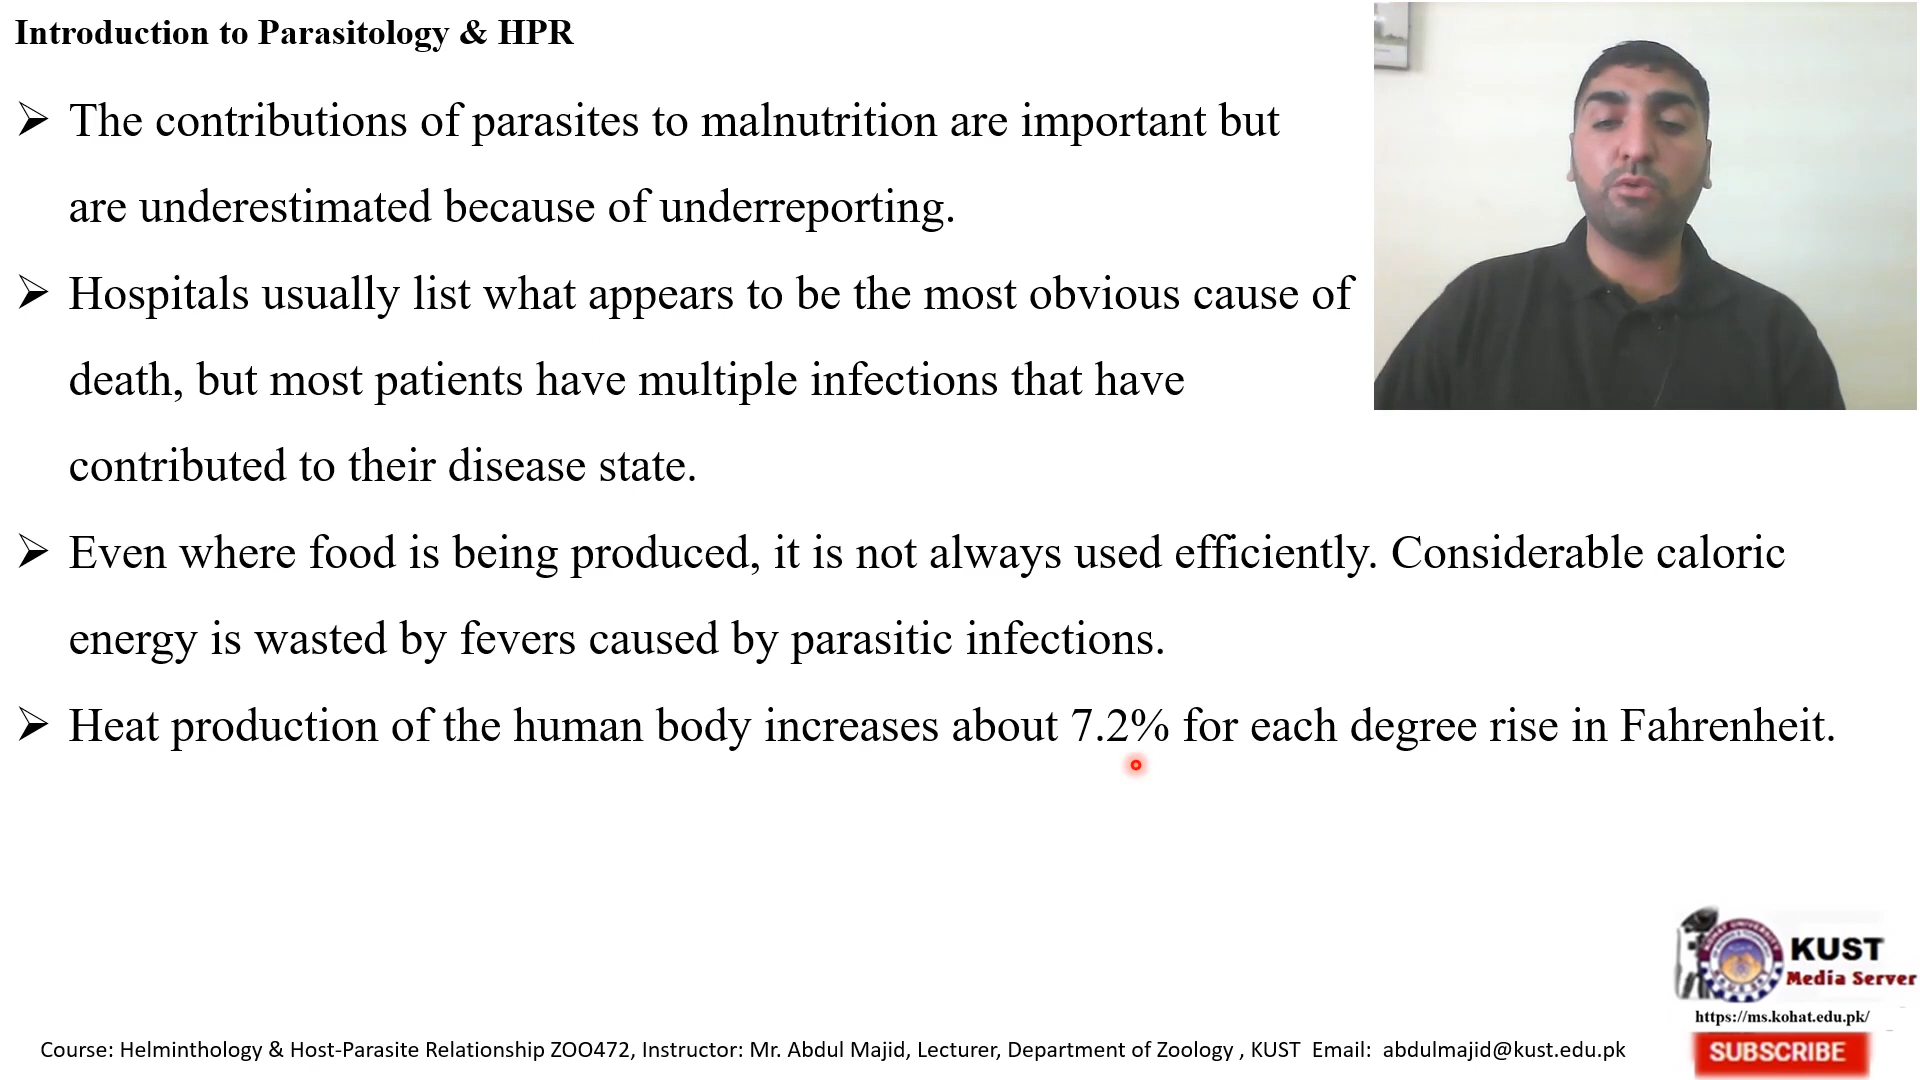 Introduction to Parasitology & HPR
➢ The contributions of parasites to malnutrition are important but
are underestimated because of underreporting.
➢ Hospitals usually list what appears to be the most obvious cause of
death, but most patients have multiple infections that have
contributed to their disease state.
➢ Even where food is being produced, it is not always used efficiently. Considerable caloric
energy is wasted by fevers caused by parasitic infections.
➢ Heat production of the human body increases about 7.2% for each degree rise in Fahrenheit.
KUST
Media Server
https://ms.kohat.edu.pk/
SUBSCRIBE
Course: Helminthology & Host-Parasite Relationship ZOO472, Instructor: Mr. Abdul Majid, Lecturer, Department of Zoology , KUST Email: abdulmajid@kust.edu.pk